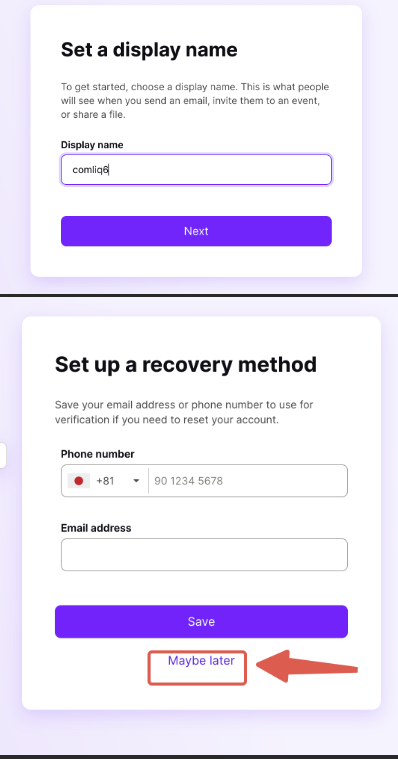 Set a display name
To get started, choose a display name. This is what people
will see when you send an email, invite them to an event,
or share a file.
Display name
comliq6
Next
Set up a recovery method
Save your email address or phone number to use for
verification if you need to reset your account.
Phone number
+81 90 1234 5678
Email address
Save
Maybe later